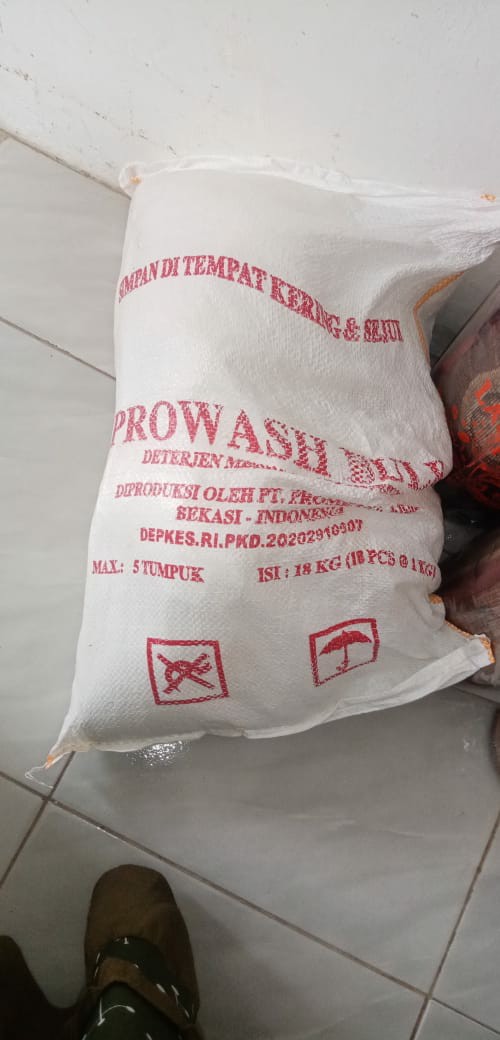 SIMPAN DI TEMPAT KERING & SEJUK
PROWASH
DETERJEN
DIPRODUKSI OLEH PT.
BEKASI - INDONESIA
DEPKES.RI.PKD.20202910907
MAX.: 5 TUMPUK
ISI : 18 KG (18 PCS @ 1 KG)